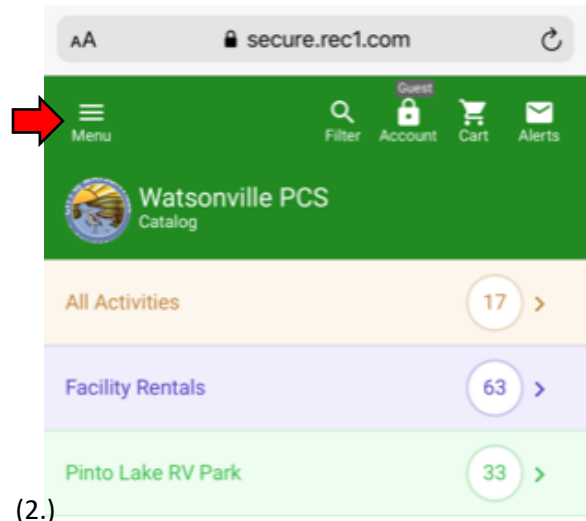 AA secure.rec1.com
Guest
Menu Filter Account Cart Alerts
Watsonville PCS
Catalog
All Activities 17 >
Facility Rentals 63 >
Pinto Lake RV Park 33 >
(2.)